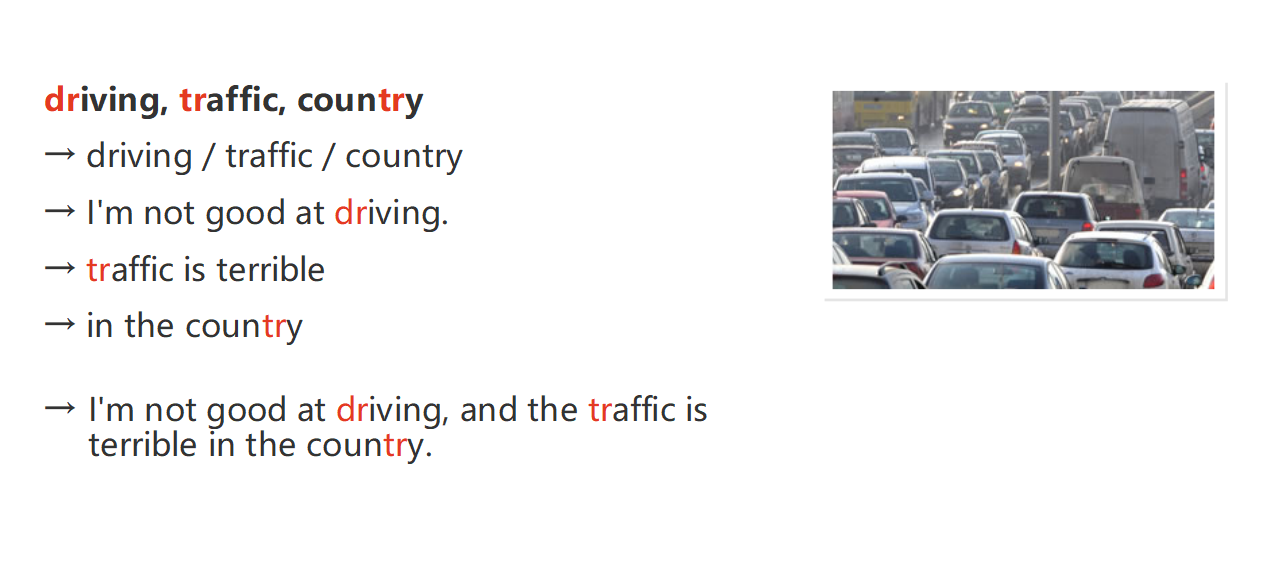 driving, traffic, country
→ driving / traffic / country
→ I'm not good at driving.
→ traffic is terrible
→ in the country
→ I'm not good at driving, and the traffic is
terrible in the country.